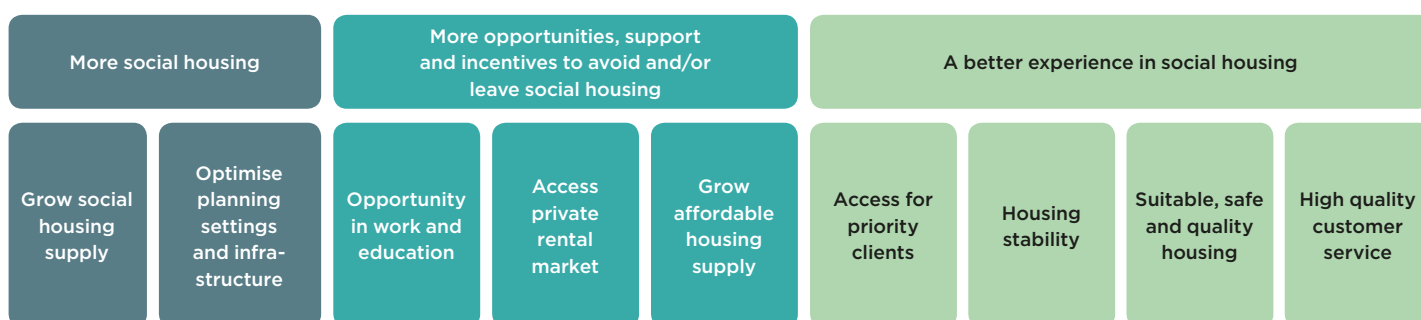 More social housing
More opportunities, support
and incentives to avoid and/or
leave social housing
A better experience in social housing
Grow social
housing
supply
Optimise
planning
settings
and infra-
structure
Opportunity
in work and
education
Access
private
rental
market
Grow
affordable
housing
supply
Access for
priority
clients
Housing
stability
Suitable, safe
and quality
housing
High quality
customer
service